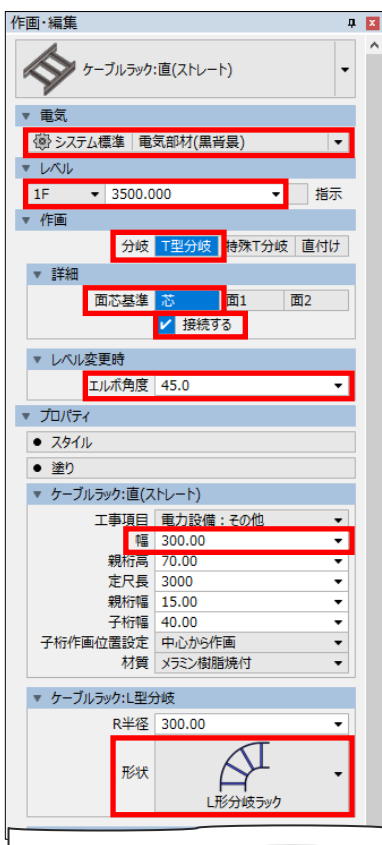 作画・編集
ケーブルラック:直(ストレート)
電気
システム標準 電気部材(黒背景)
レベル
1F 3500.000 指示
作画
分岐 T型分岐 特殊T分岐 直付け
詳細
面芯基準 芯 面1 面2
接続する
レベル変更時
エルボ角度 45.0
プロパティ
スタイル
塗り
ケーブルラック:直(ストレート)
工事項目 電力設備：その他
幅 300.00
親桁高 70.00
定尺長 3000
親桁幅 15.00
子桁幅 40.00
子桁作画位置設定 中心から作画
材質 メラミン樹脂焼付
ケーブルラック:L型分岐
R半径 300.00
形状
L形分岐ラック